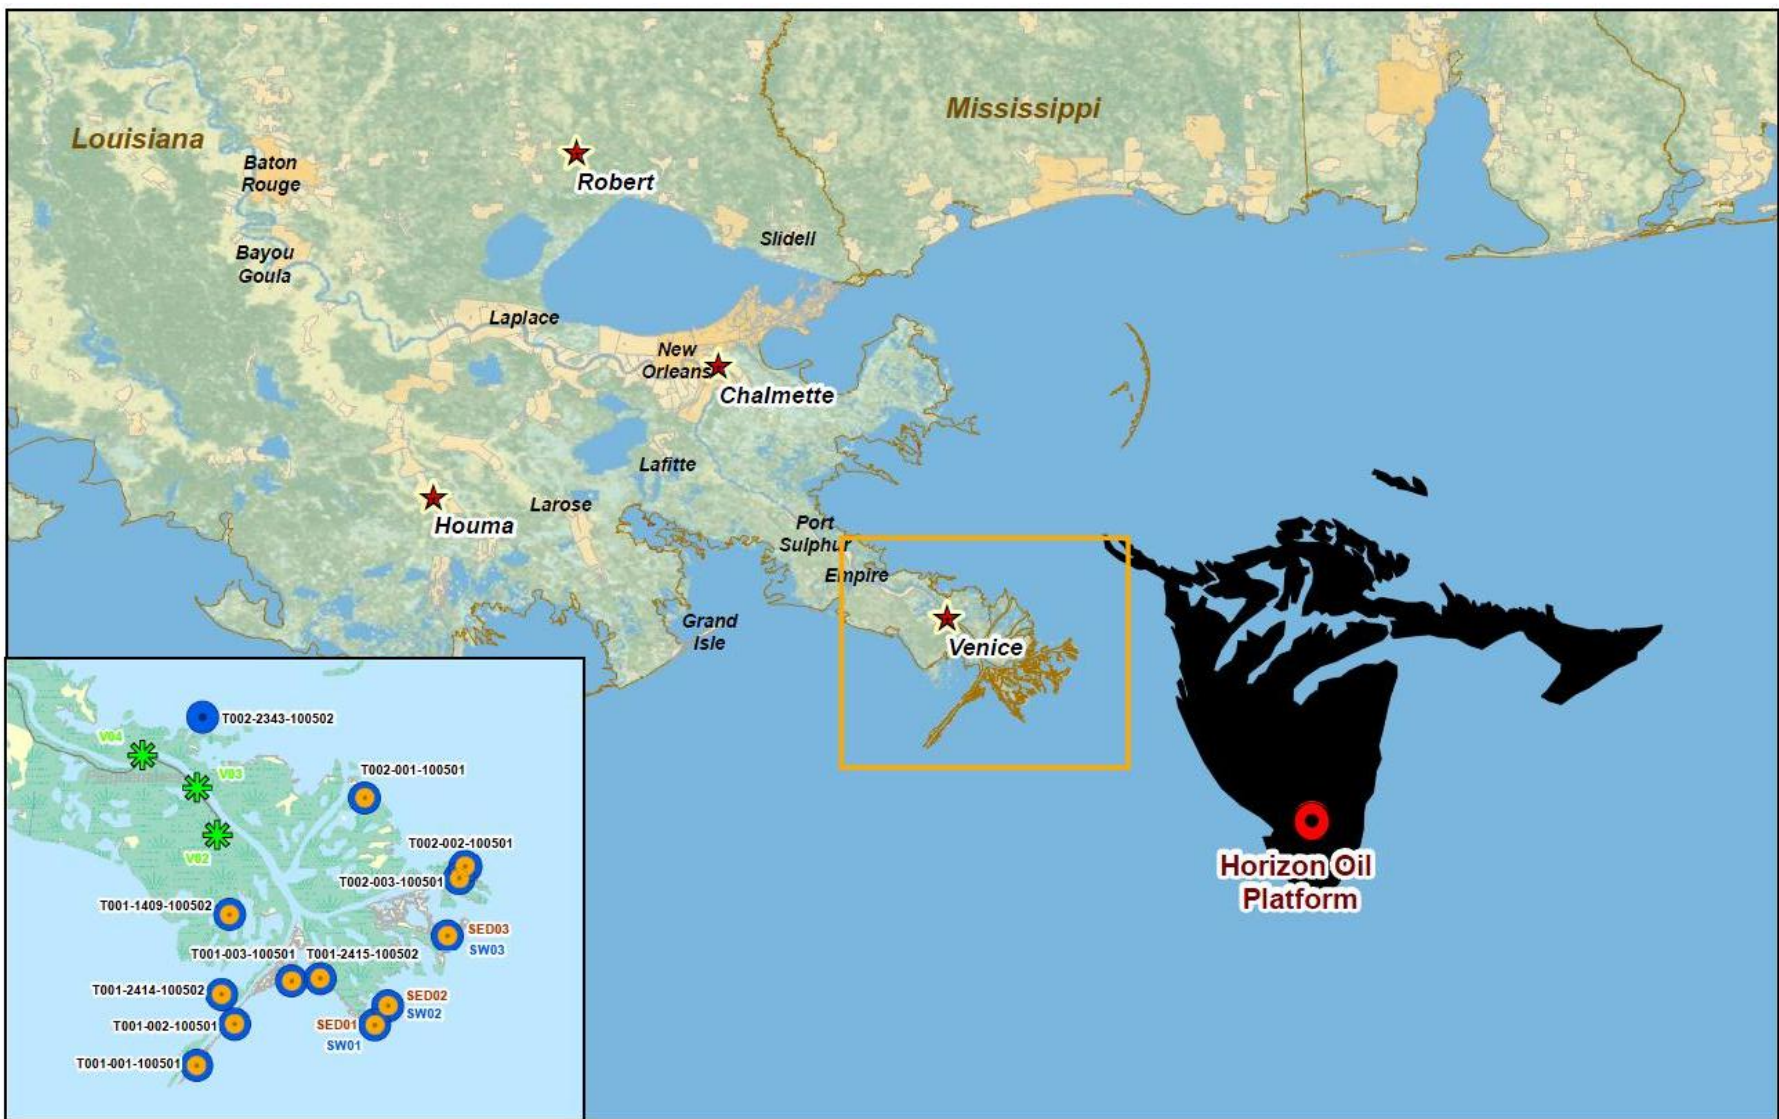 Louisiana
Mississippi
Baton
Rouge
Robert
Bayou
Goula
Slidell
Laplace
New
Orleans
Chalmette
Lafitte
Larose
Houma
Port
Sulphur
Empire
Grand
Isle
Venice
Horizon Oil
Platform
T002-2343-100502
V04
V03
T002-001-100501
V02
T002-002-100501
T002-003-100501
T001-1409-100502
SED03
SW03
T001-003-100501
T001-2415-100502
T001-2414-100502
SED02
SW02
T001-002-100501
SED01
SW01
T001-001-100501